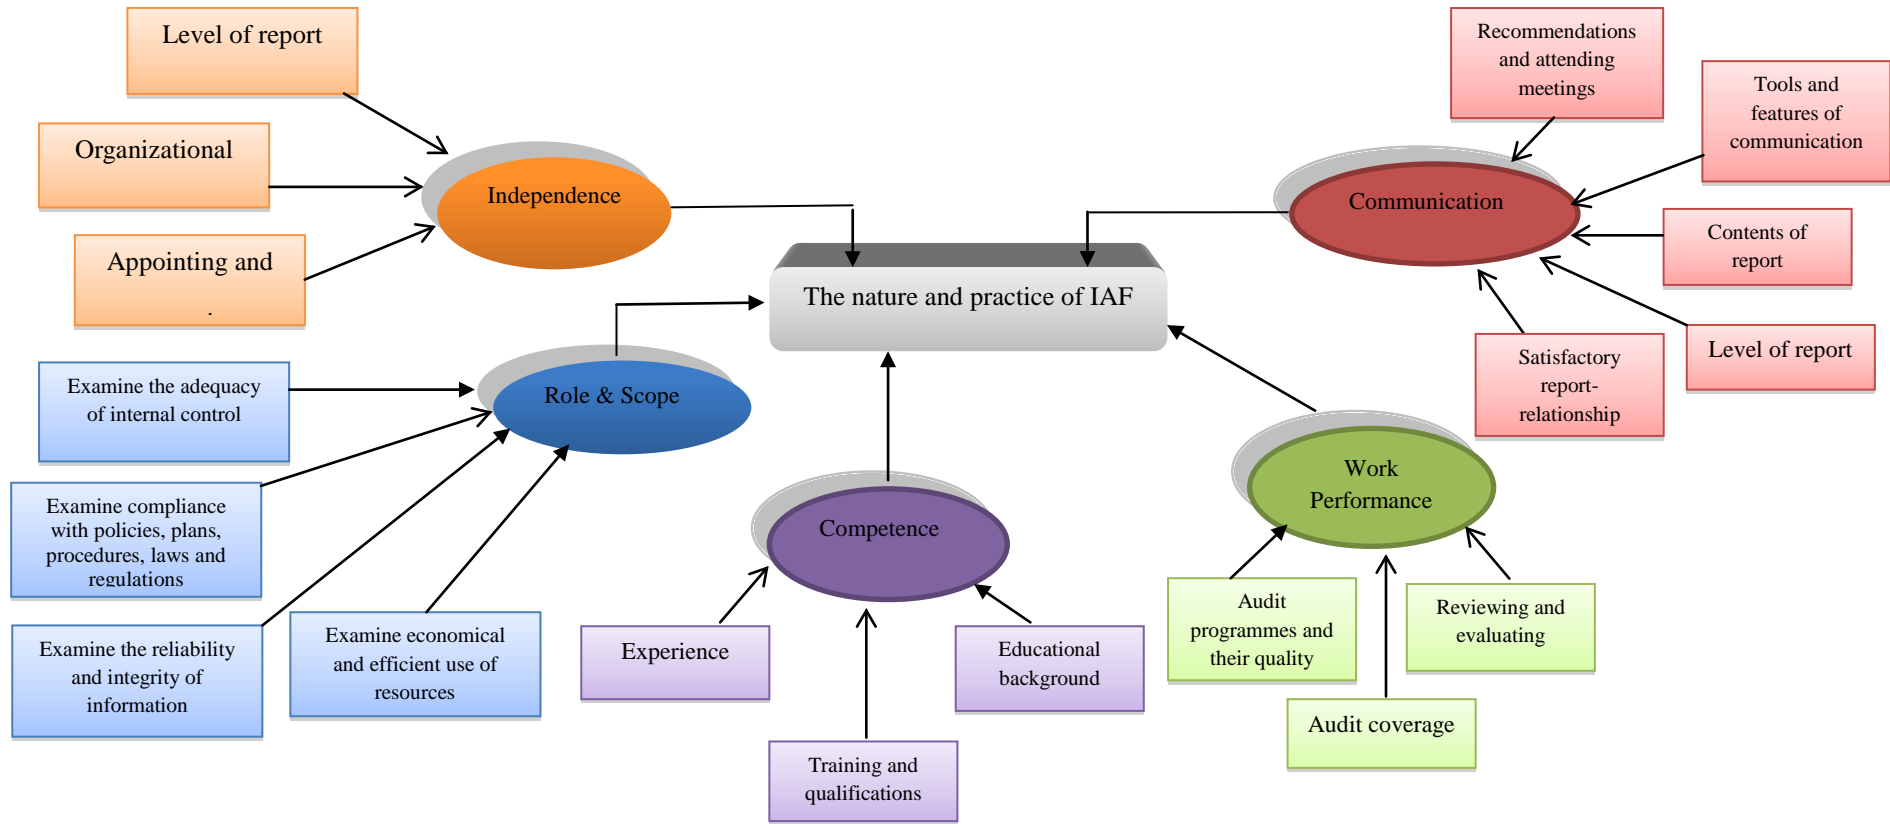 Level of report
Organizational
Appointing and
.
Independence
Recommendations
and attending
meetings
Tools and
features of
communication
Communication
Contents of
report
Level of report
Satisfactory
report-
relationship
The nature and practice of IAF
Examine the adequacy
of internal control
Role & Scope
Examine compliance
with policies, plans,
procedures, laws and
regulations
Examine the reliability
and integrity of
information
Examine economical
and efficient use of
resources
Competence
Experience
Training and
qualifications
Educational
background
Work
Performance
Audit
programmes and
their quality
Audit coverage
Reviewing and
evaluating